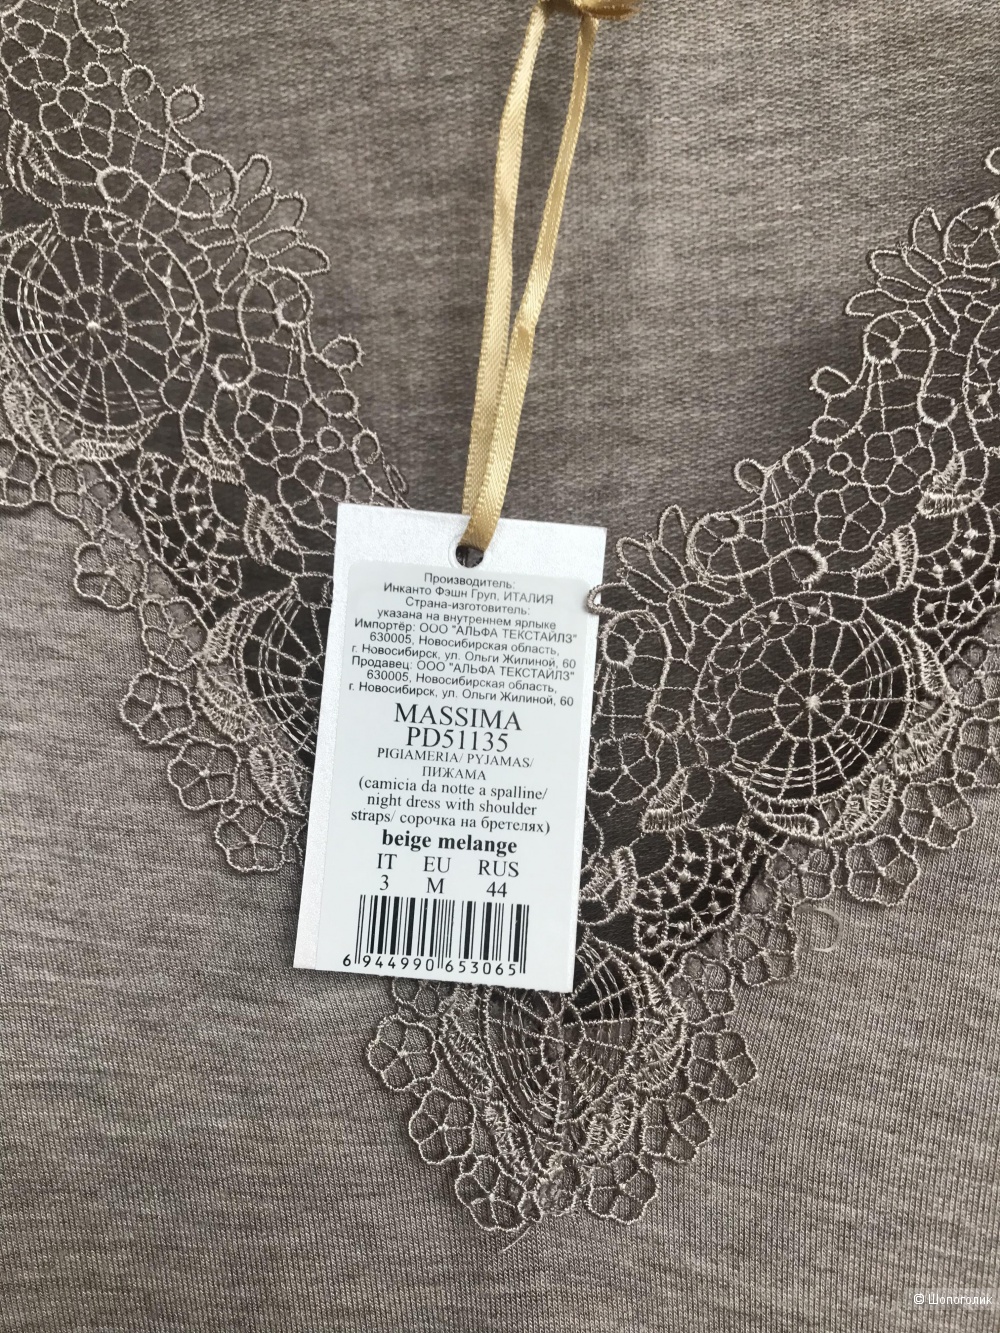 Производитель:
Инканто Фэшн Груп, ИТАЛИЯ
Страна-изготовитель:
указана на внутреннем ярлыке
Импортёр: ООО "АЛЬФА ТЕКСТАЙЛЗ"
630005, Новосибирская область,
г. Новосибирск, ул. Ольги Жилиной, 60
Продавец: ООО "АЛЬФА ТЕКСТАЙЛЗ"
630005, Новосибирская область,
г. Новосибирск, ул. Ольги Жилиной, 60
MASSIMA
PD51135
PIGIAMERIA/ PYJAMAS/
ПИЖАМА
(camicia da notte a spalline/
night dress with shoulder
straps/ сорочка на бретелях)
beige melange
IT EU RUS
3 M 44
6 944990 653065
© Шопоголик